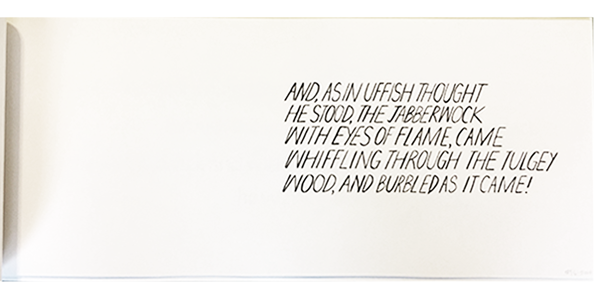 AND, AS IN UFFISH THOUGHT
HE STOOD, THE JABBERWOCK
WITH EYES OF FLAME, CAME
WHIFFLING THROUGH THE TULGEY
WOOD, AND BURBLED AS IT CAME!